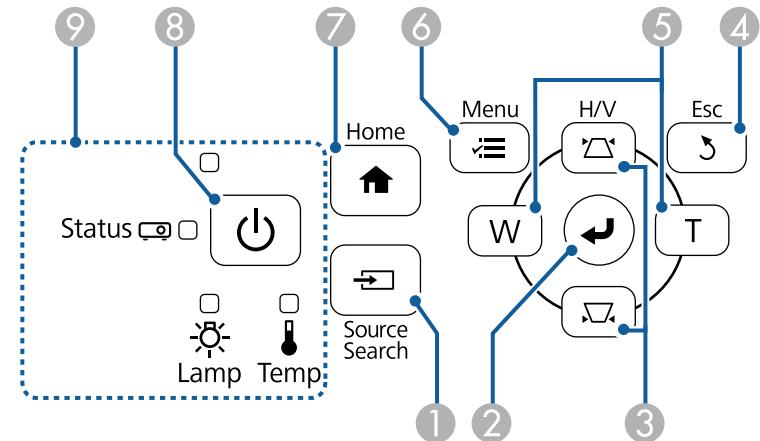 9 8 7 6 5 4
Menu H/V Esc
Home
Status
W T
Source
Search
Lamp Temp
1 2 3